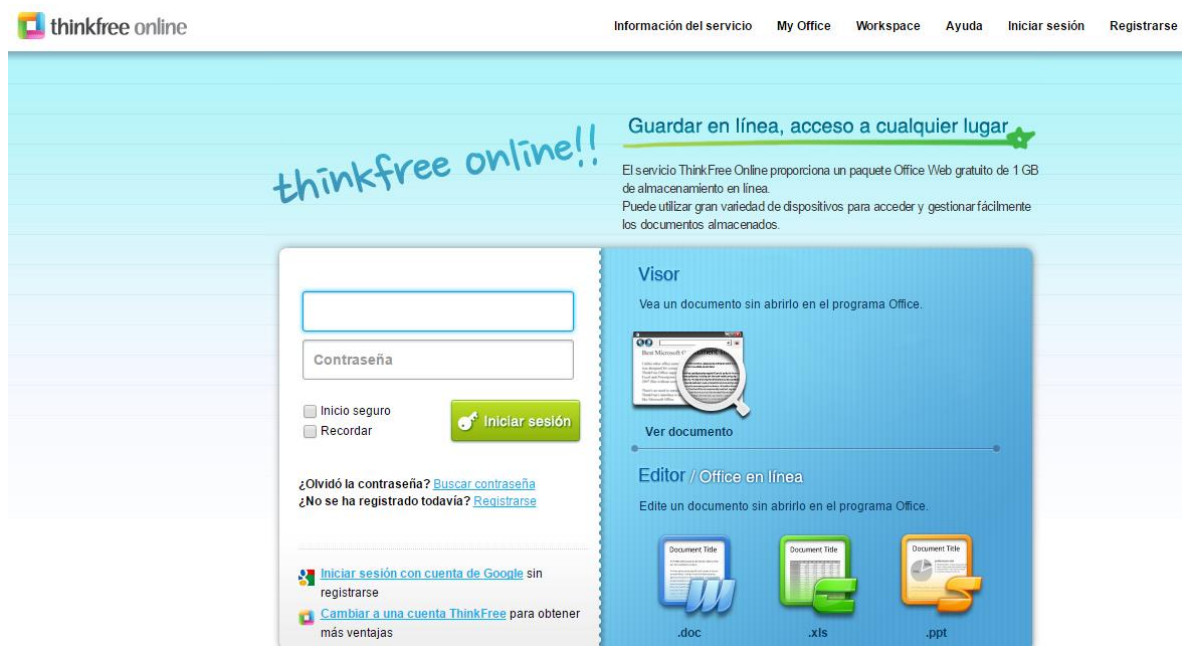 thinkfree online
Información del servicio My Office Workspace Ayuda Iniciar sesión Registrarse
thinkfree online!!
Guardar en línea, acceso a cualquier lugar
El servicio ThinkFree Online proporciona un paquete Office Web gratuito de 1 GB
de almacenamiento en línea.
Puede utilizar gran variedad de dispositivos para acceder y gestionar fácilmente
los documentos almacenados.
Contraseña
Inicio seguro
Recordar
Iniciar sesión
¿Olvidó la contraseña? Buscar contraseña
¿No se ha registrado todavía? Registrarse
Iniciar sesión con cuenta de Google sin
registrarse
Cambiar a una cuenta ThinkFree para obtener
más ventajas
Visor
Vea un documento sin abrirlo en el programa Office.
Best Microsoft
Ver documento
Editor / Office en línea
Edite un documento sin abrirlo en el programa Office.
Document Title
Document Title
Document Title
.doc
.xls
.ppt